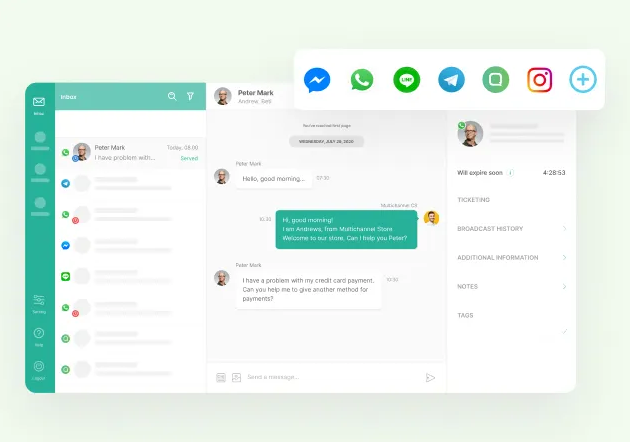 LINE
Inbox
Peter Mark
Andrew, Seti
Inbox
You've reached first page
WEDNESDAY, JULY 29, 2020
Peter Mark
Today, 08.00
I have problem with...
Served
Peter Mark
Hello, good morning...
07.30
Will expire soon
4:28:53
TICKETING
Multichannel CS
10.30
Hi, good morning!
I am Andrews, from Multichannel Store
Welcome to our store, Can I help you Peter?
BROADCAST HISTORY
ADDITIONAL INFORMATION
Peter Mark
I have a problem with my credit card payment.
Can you help me to give another method for
payments?
10.30
NOTES
TAGS
Setting
Help
Logout
Send a message...